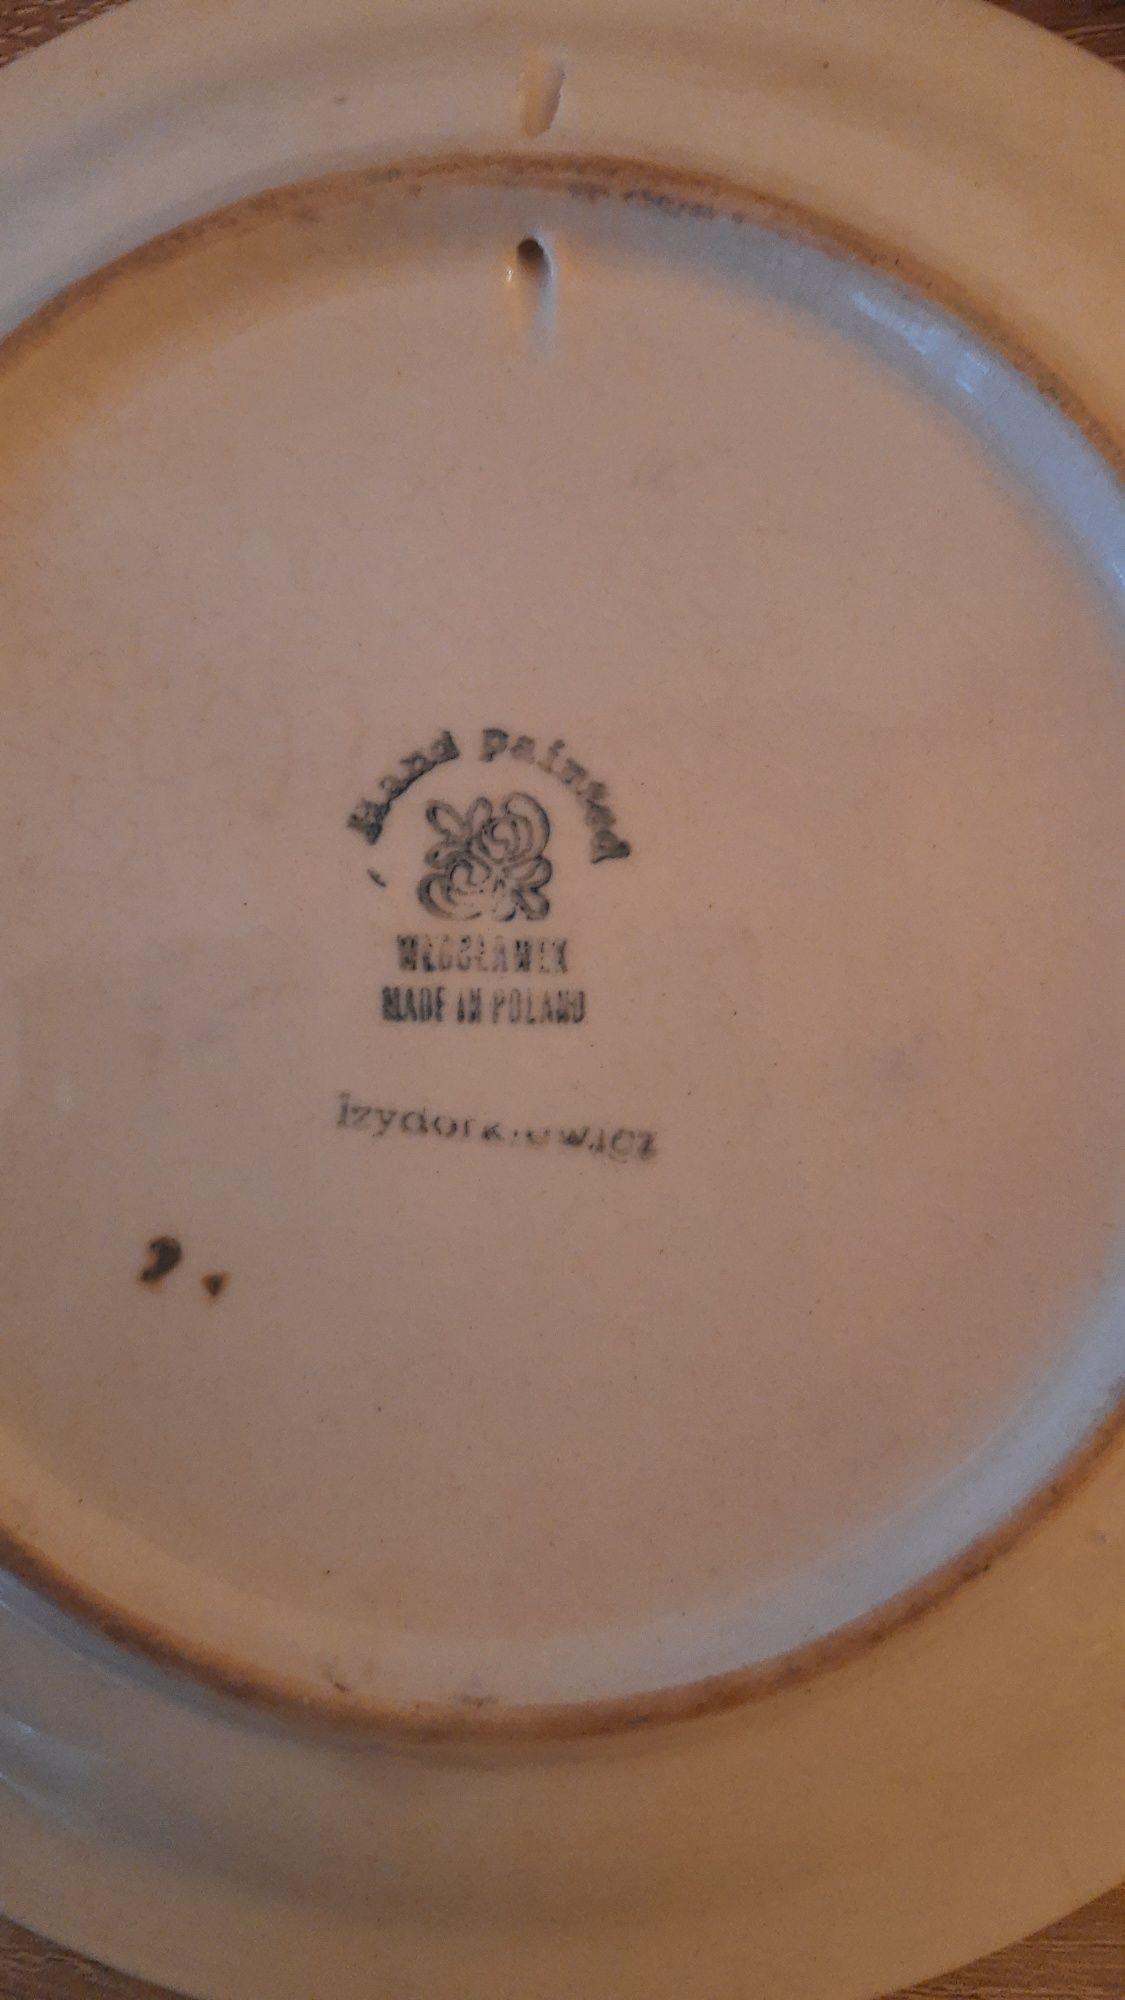 Hand Painted
WŁOCŁAWEK
MADE IN POLAND
Izydorkiewicz